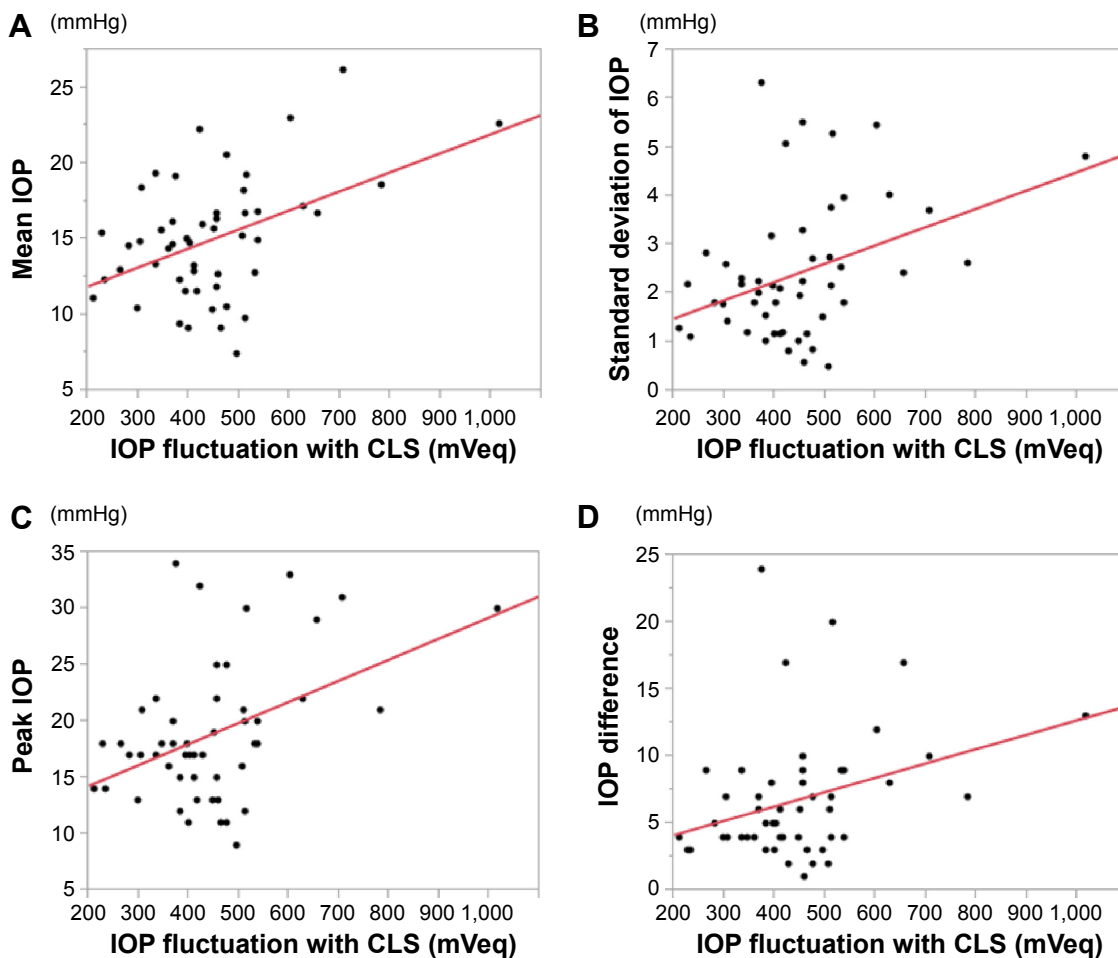 A (mmHg)
Mean IOP
25
20
15
10
5
200 300 400 500 600 700 800 900 1,000
IOP fluctuation with CLS (mVeq)
B (mmHg)
Standard deviation of IOP
7
6
5
4
3
2
1
0
200 300 400 500 600 700 800 900 1,000
IOP fluctuation with CLS (mVeq)
C (mmHg)
Peak IOP
35
30
25
20
15
10
5
200 300 400 500 600 700 800 900 1,000
IOP fluctuation with CLS (mVeq)
D (mmHg)
IOP difference
25
20
15
10
5
0
200 300 400 500 600 700 800 900 1,000
IOP fluctuation with CLS (mVeq)